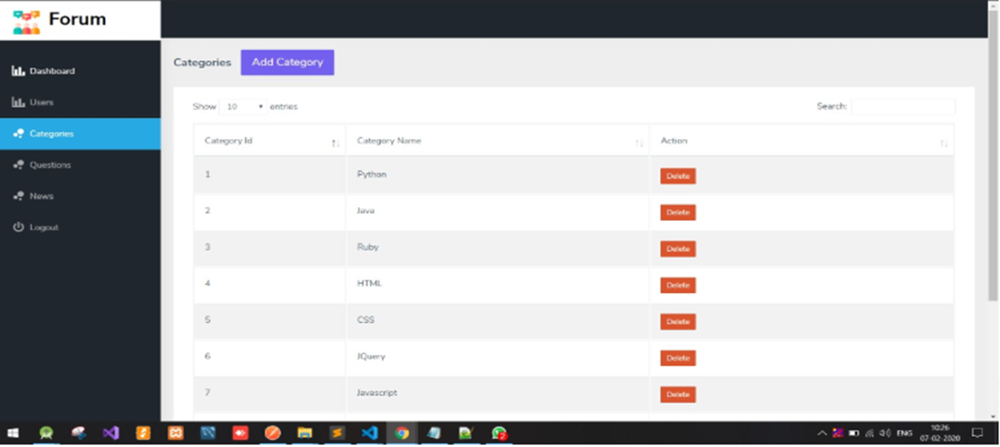 Forum
Dashboard
Users
Categories
Questions
News
Logout
Categories Add Category
Show 10 entries Search:
Category Id Category Name Action
1 Python Delete
2 Java Delete
3 Ruby Delete
4 HTML Delete
5 CSS Delete
6 JQuery Delete
7 Javascript Delete
ENG 10:26
07-02-2020
2